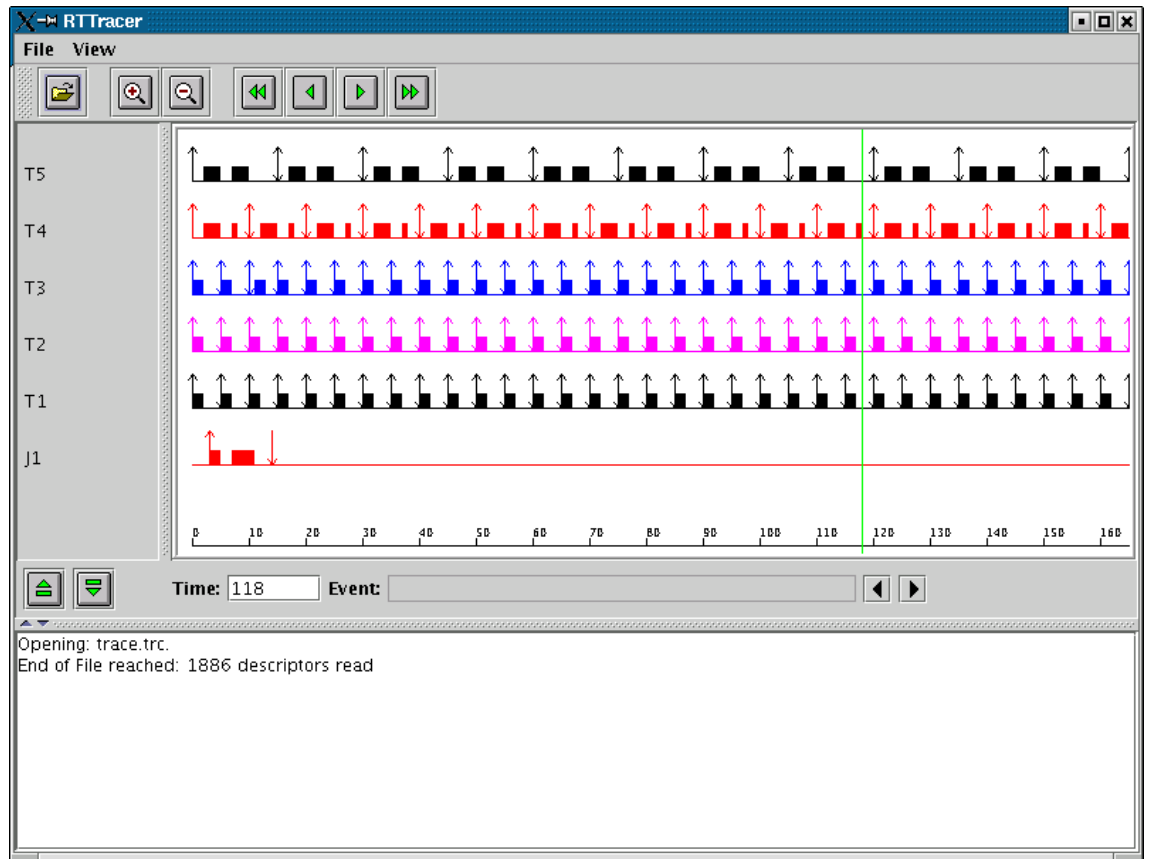 RTTracer
File View
T5
T4
T3
T2
T1
J1
0 10 20 30 40 50 60 70 80 90 100 110 120 130 140 150 160
Time: 118 Event:
Opening: trace.trc.
End of File reached: 1886 descriptors read